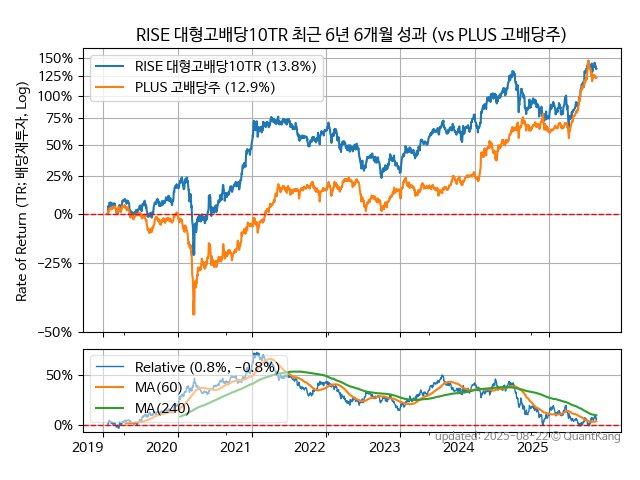 RISE 대형고배당10TR 최근 6년 6개월 성과 (vs PLUS 고배당주)
Rate of Return (TR: 배당재투자, Log)
150%
125%
100%
75%
50%
25%
0%
−25%
−50%
RISE 대형고배당10TR (13.8%)
PLUS 고배당주 (12.9%)
50%
0%
Relative (0.8%, −0.8%)
MA(60)
MA(240)
2019 2020 2021 2022 2023 2024 2025
updated: 2025-08-22 © QuantKang